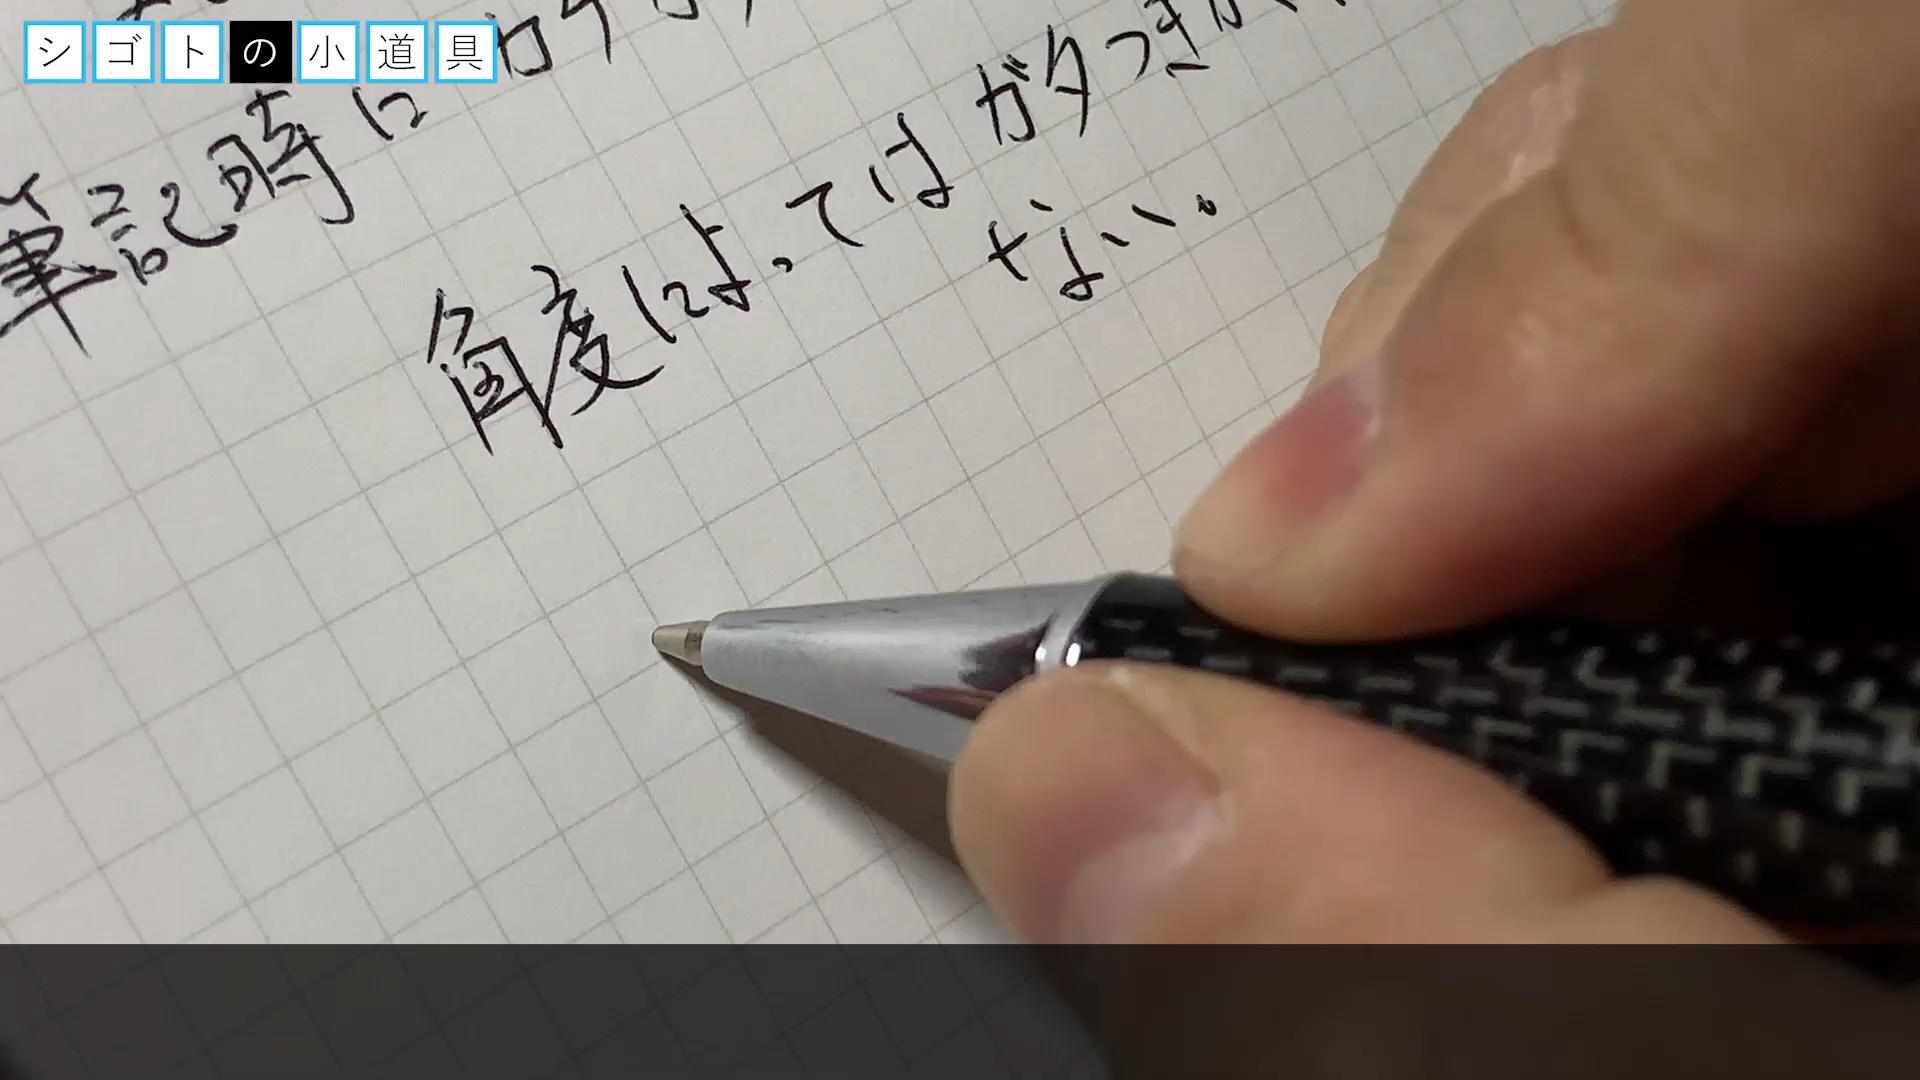 シゴトの小道具
筆記時に
角度によってはガタつきが
ない。